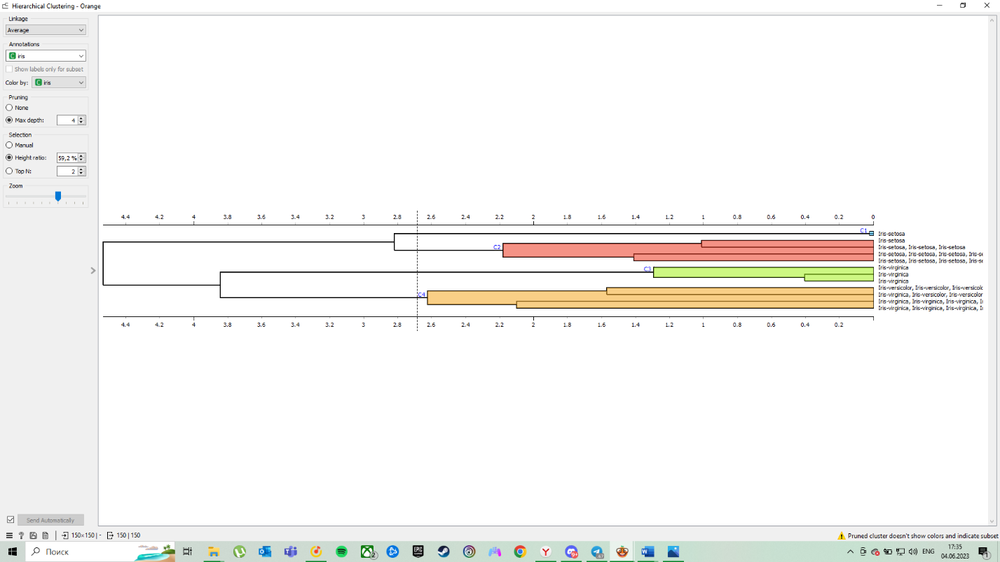 Hierarchical Clustering - Orange
Linkage
Average
Annotations
C iris
Show labels only for subset
Color by: C iris
Pruning
None
Max depth: 4
Selection
Manual
Height ratio: 59,2 %
Top N: 2
Zoom
4.4 4.2 4 3.8 3.6 3.4 3.2 3 2.8 2.6 2.4 2.2 2 1.8 1.6 1.4 1.2 1 0.8 0.6 0.4 0.2 0
C1 Iris-setosa
Iris-setosa
C2 Iris-setosa, Iris-setosa, Iris-setosa
Iris-setosa, Iris-setosa, Iris-setosa, Iris-se
Iris-setosa, Iris-setosa, Iris-setosa, Iris-se
C3 Iris-virginica
Iris-virginica
Iris-virginica
Iris-versicolor, Iris-versicolor, Iris-versicolo
C4 Iris-virginica, Iris-versicolor, Iris-versicolor
Iris-virginica, Iris-virginica, Iris-virginica, I
Iris-virginica, Iris-virginica, Iris-virginica, I
4.4 4.2 4 3.8 3.6 3.4 3.2 3 2.8 2.6 2.4 2.2 2 1.8 1.6 1.4 1.2 1 0.8 0.6 0.4 0.2
Send Automatically
150×150 | - 150 | 150
Pruned cluster doesn't show colors and indicate subset
Поиск
ENG
17:35
04.06.2023